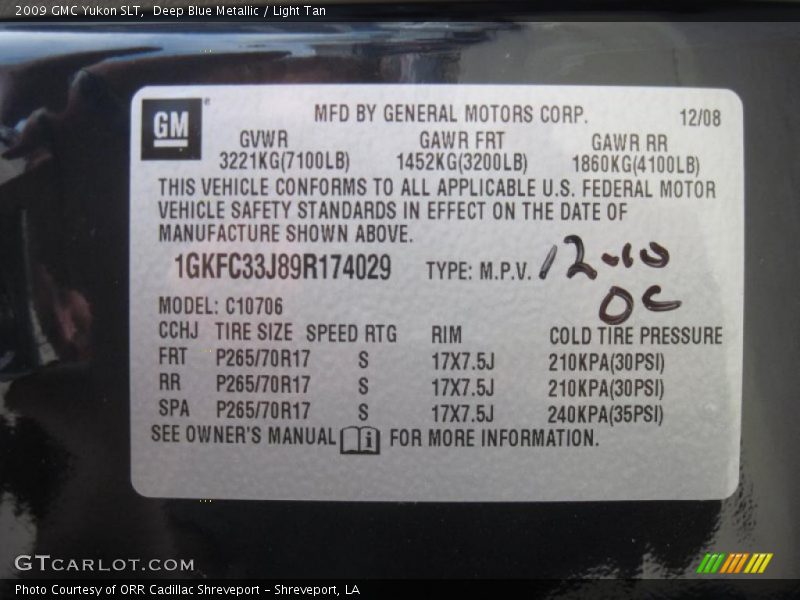 2009 GMC Yukon SLT, Deep Blue Metallic / Light Tan
GM
MFD BY GENERAL MOTORS CORP. 12/08
GVWR GAWR FRT GAWR RR
3221KG(7100LB) 1452KG(3200LB) 1860KG(4100LB)
THIS VEHICLE CONFORMS TO ALL APPLICABLE U.S. FEDERAL MOTOR
VEHICLE SAFETY STANDARDS IN EFFECT ON THE DATE OF
MANUFACTURE SHOWN ABOVE.
1GKFC33J89R174029 TYPE: M.P.V. 12-10
OC
MODEL: C10706
CCHJ TIRE SIZE SPEED RTG RIM COLD TIRE PRESSURE
FRT P265/70R17 S 17X7.5J 210KPA(30PSI)
RR P265/70R17 S 17X7.5J 210KPA(30PSI)
SPA P265/70R17 S 17X7.5J 240KPA(35PSI)
SEE OWNER'S MANUAL i FOR MORE INFORMATION.
GTCARLOT.COM
Photo Courtesy of ORR Cadillac Shreveport - Shreveport, LA